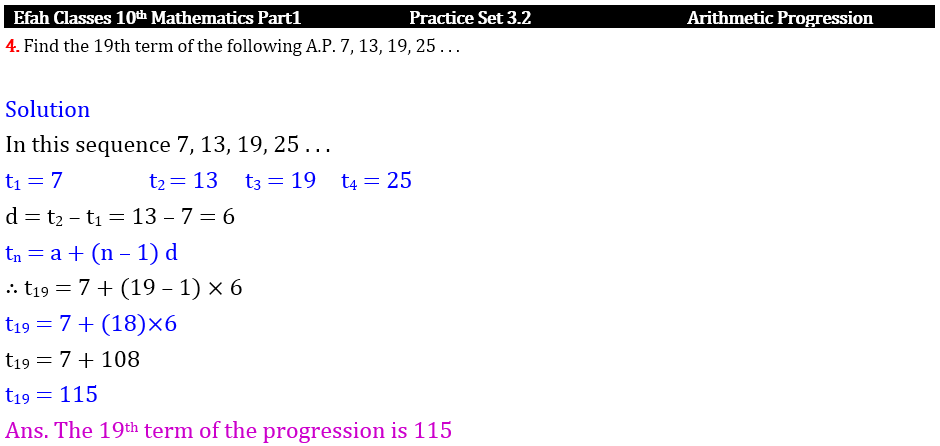 Efah Classes 10th Mathematics Part1 Practice Set 3.2 Arithmetic Progression
4. Find the 19th term of the following A.P. 7, 13, 19, 25 . . .
Solution
In this sequence 7, 13, 19, 25 . . .
t₁ = 7 t₂ = 13 t₃ = 19 t₄ = 25
d = t₂ – t₁ = 13 – 7 = 6
tₙ = a + (n – 1) d
∴ t₁₉ = 7 + (19 – 1) × 6
t₁₉ = 7 + (18)×6
t₁₉ = 7 + 108
t₁₉ = 115
Ans. The 19th term of the progression is 115